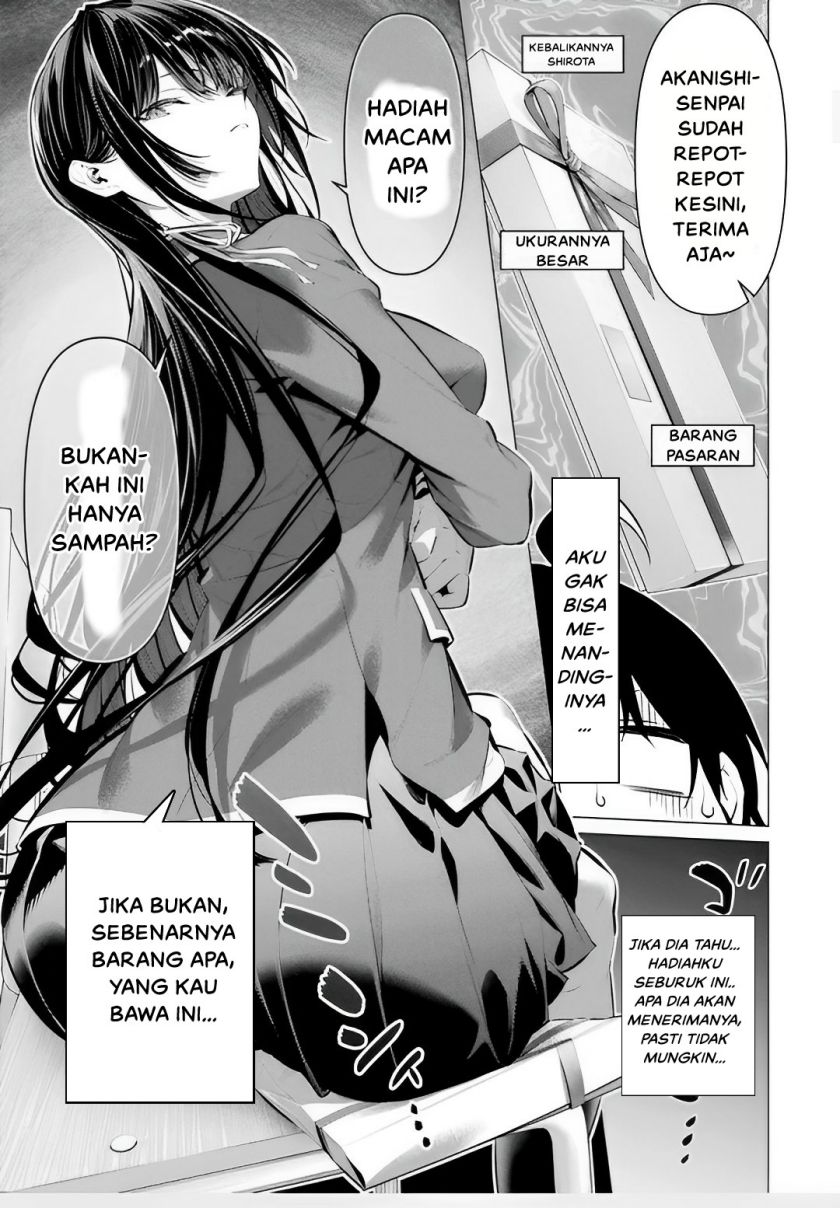 AKANISHI-
SENPAI
SUDAH
REPOT-
REPOT
KESINI,
TERIMA
AJA~
KEBALIKANNYA
SHIROTA
UKURANNYA
BESAR
BARANG
PASARAN
HADIAH
MACAM
APA
INI?
BUKAN-
KAH INI
HANYA
SAMPAH?
AKU
GAK
BISA
ME-
NAN-
DING-
INYA
...
JIKA BUKAN,
SEBENARNYA
BARANG APA,
YANG KAU
BAWA INI...
JIKA DIA TAHU...
HADIAHKU
SEBURUK INI..
APA DIA AKAN
MENERIMANYA,
PASTI TIDAK
MUNGKIN...